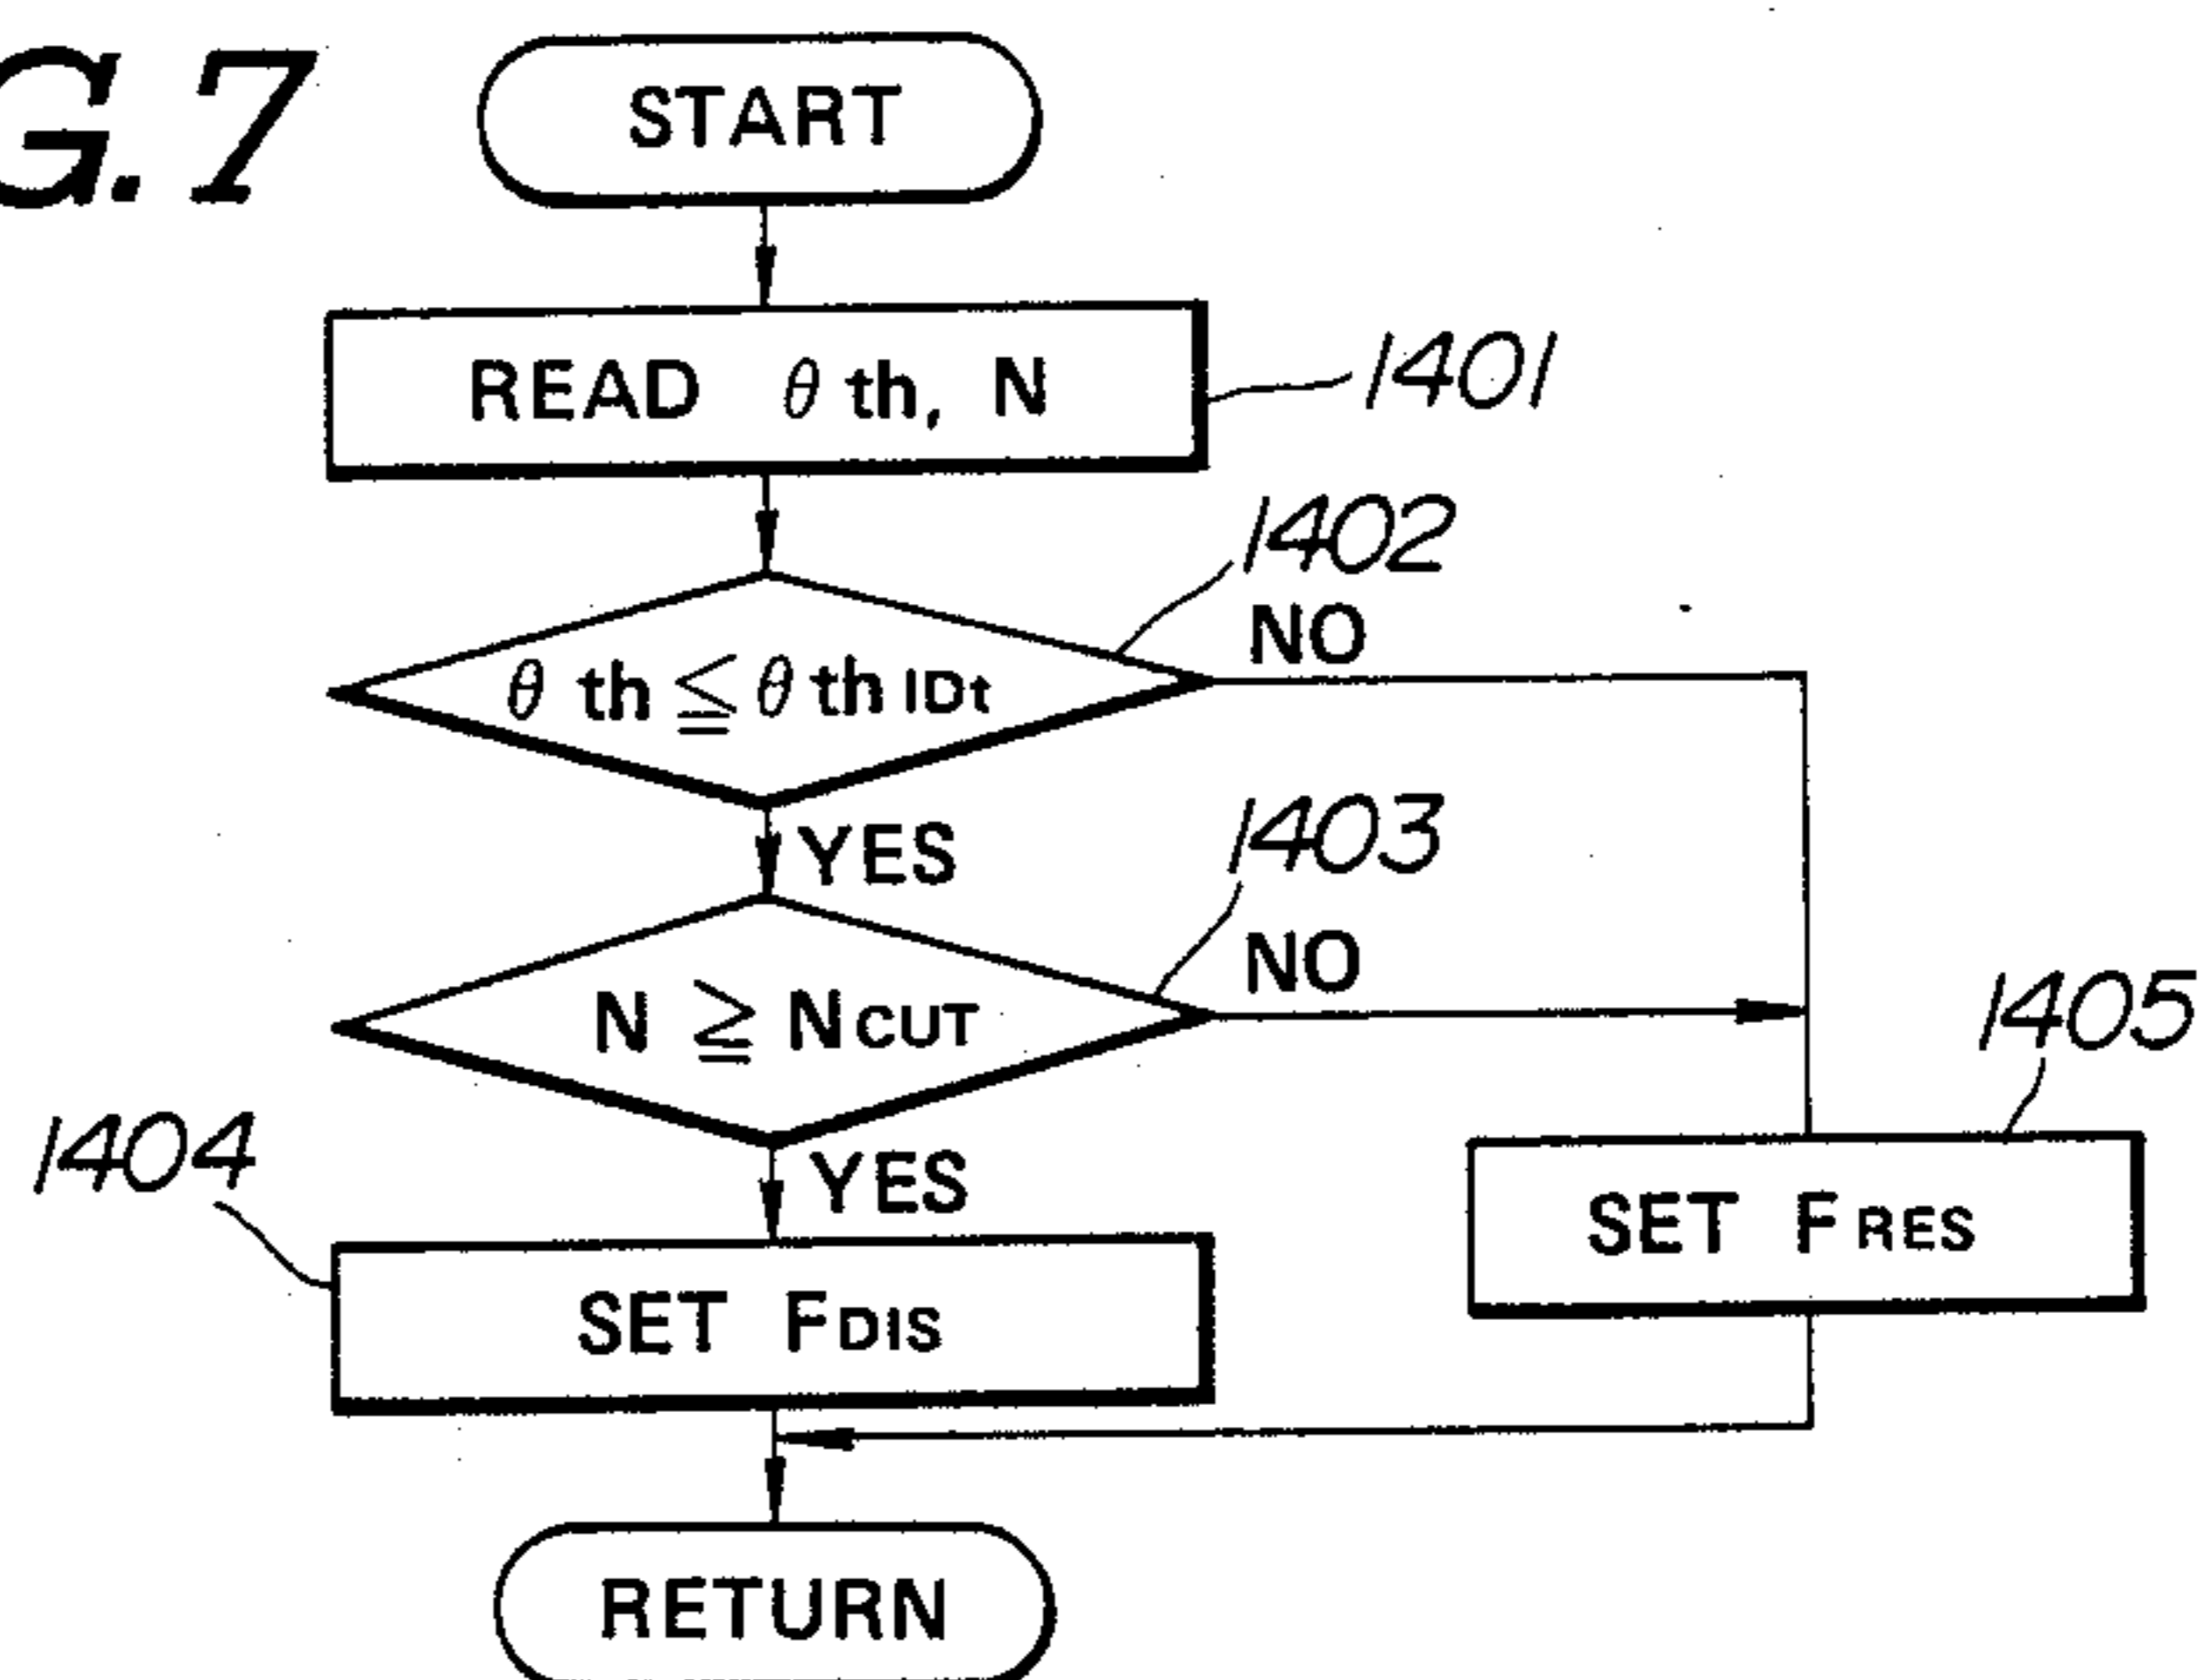 G.7
START
READ θ th, N
1401
1402
NO
θ th ≦ θ th IDt
YES
1403
NO
N ≧ NCUT
1404
YES
1405
SET FRES
SET FDIS
RETURN